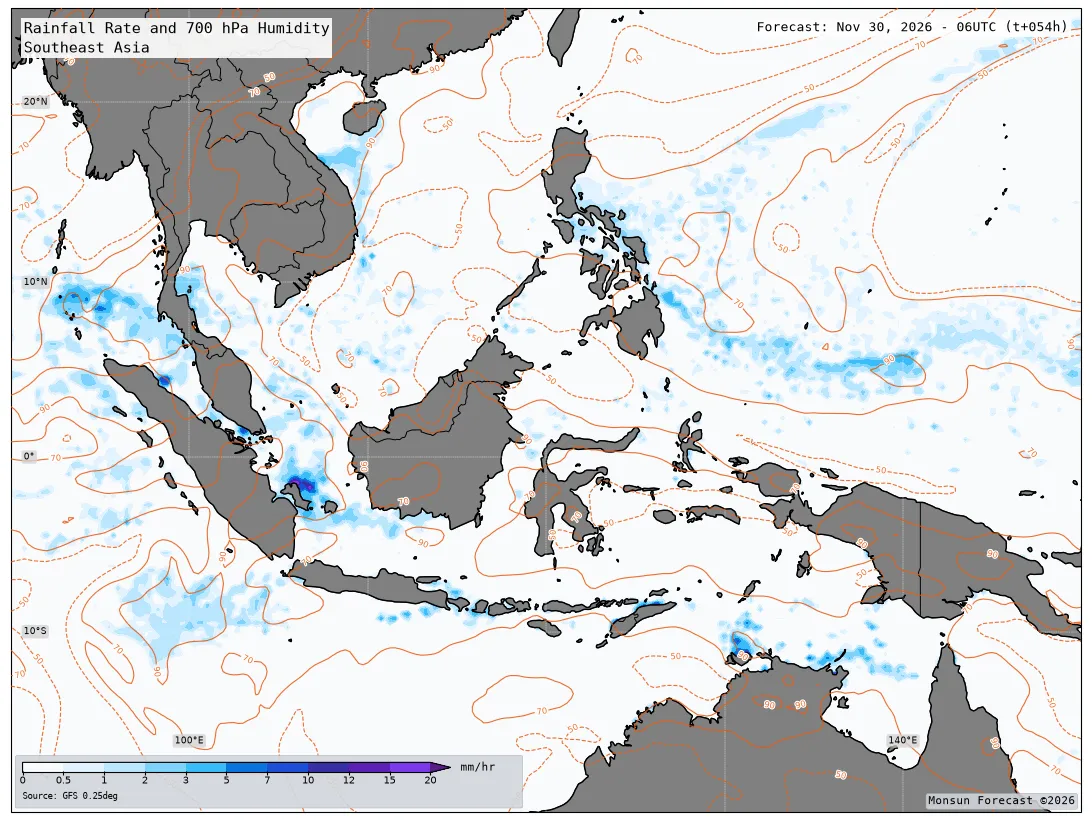 Rainfall Rate and 700 hPa Humidity
Southeast Asia
Forecast: Nov 30, 2026 - 06UTC (t+054h)
20°N
10°N
0°
10°S
100°E
140°E
0 0.5 1 2 3 5 7 10 12 15 20 mm/hr
Source: GFS 0.25deg
Monsun Forecast ©2026